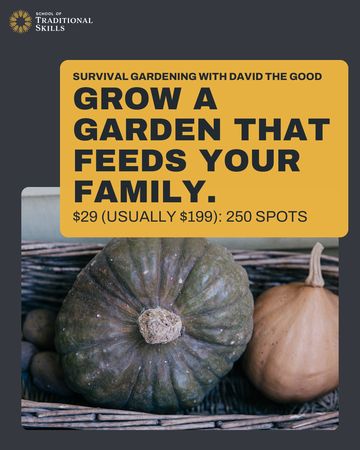 SCHOOL OF
TRADITIONAL
SKILLS
SURVIVAL GARDENING WITH DAVID THE GOOD
GROW A
GARDEN THAT
FEEDS YOUR
FAMILY.
$29 (USUALLY $199): 250 SPOTS